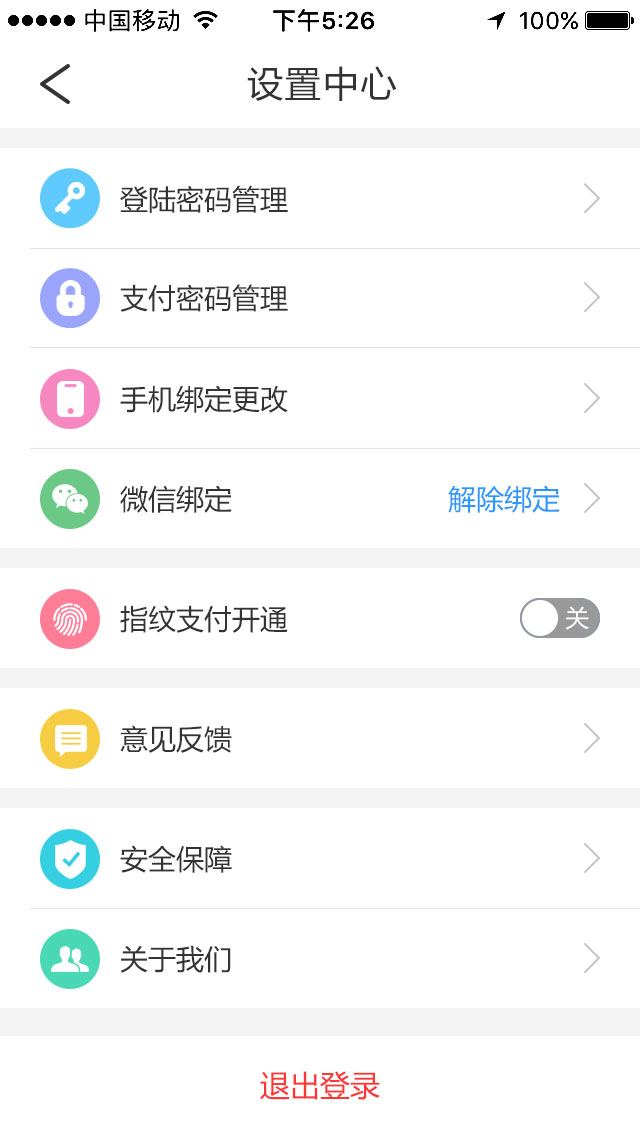 中国移动 下午5:26 100%
设置中心
登陆密码管理
支付密码管理
手机绑定更改
微信绑定 解除绑定
指纹支付开通 关
意见反馈
安全保障
关于我们
退出登录